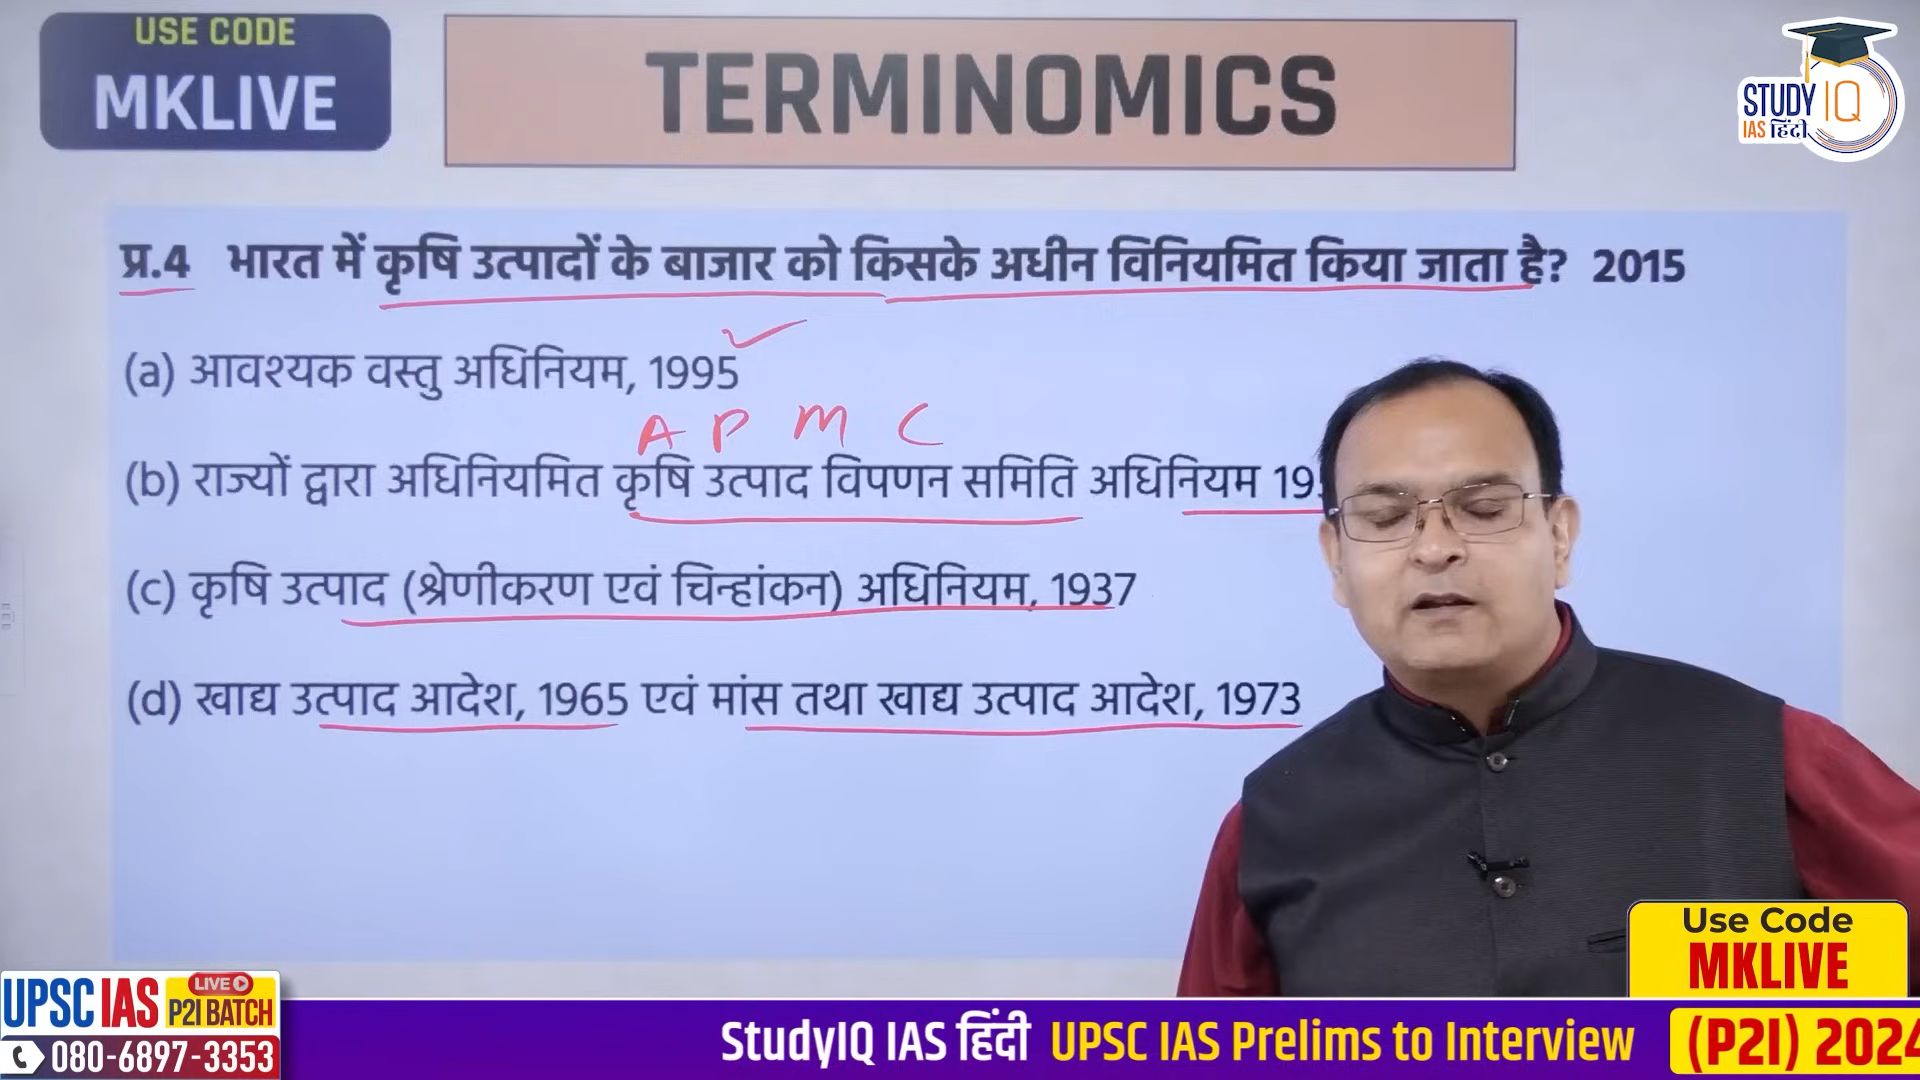 USE CODE
MKLIVE
TERMINOMICS
STUDY IQ
IAS हिंदी
प्र.4 भारत में कृषि उत्पादों के बाजार को किसके अधीन विनियमित किया जाता है? 2015
(a) आवश्यक वस्तु अधिनियम, 1995
A P M C
(b) राज्यों द्वारा अधिनियमित कृषि उत्पाद विपणन समिति अधिनियम
(c) कृषि उत्पाद (श्रेणीकरण एवं चिन्हांकन) अधिनियम, 1937
(d) खाद्य उत्पाद आदेश, 1965 एवं मांस तथा खाद्य उत्पाद आदेश, 1973
Use Code
MKLIVE
UPSC IAS LIVE P2I BATCH
080-6897-3353
StudyIQ IAS हिंदी UPSC IAS Prelims to Interview (P2I) 2024